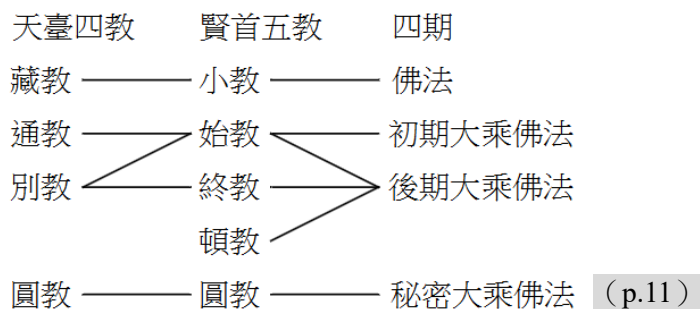 天臺四教 賢首五教 四期
藏教 小教 佛法
通教 始教 初期大乘佛法
別教 終教 後期大乘佛法
頓教
圓教 圓教 秘密大乘佛法 （p.11）